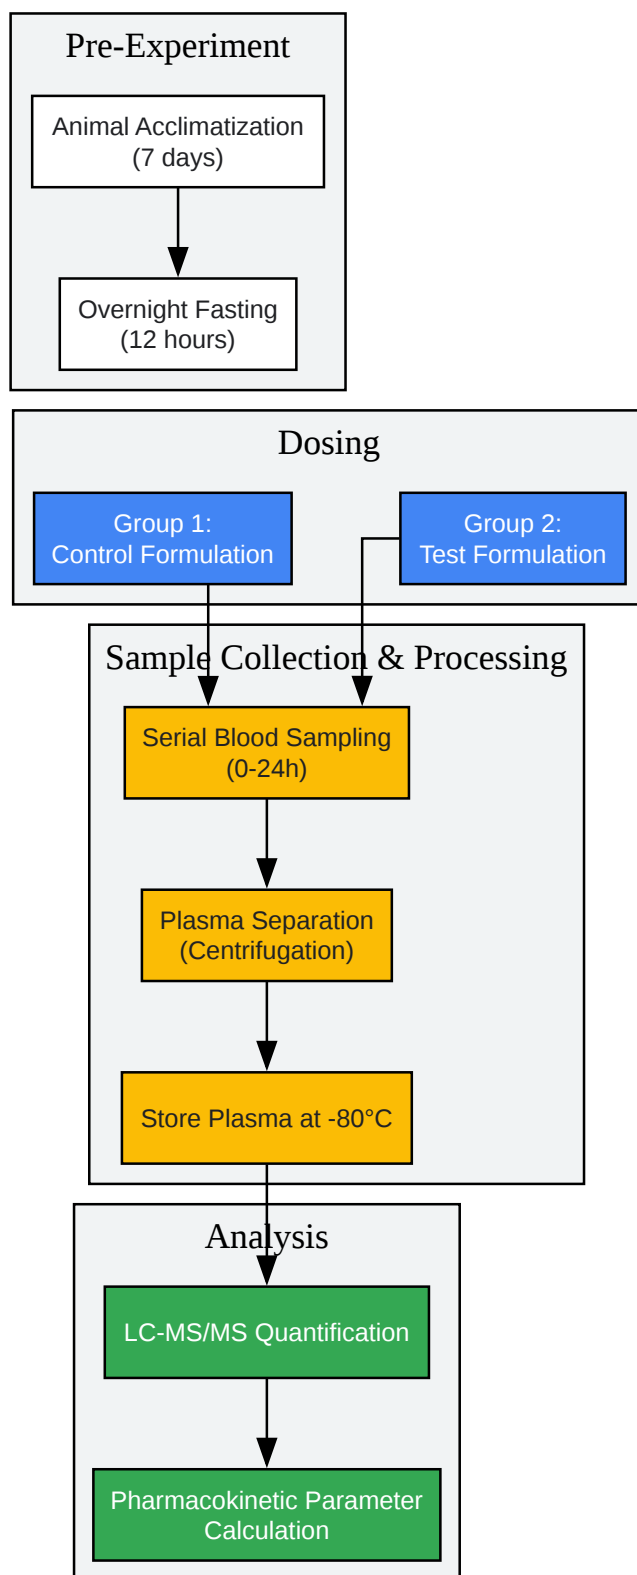 Pre-Experiment
Animal Acclimatization
(7 days)
Overnight Fasting
(12 hours)
Dosing
Group 1:
Control Formulation
Group 2:
Test Formulation
Sample Collection & Processing
Serial Blood Sampling
(0-24h)
Plasma Separation
(Centrifugation)
Store Plasma at -80°C
Analysis
LC-MS/MS Quantification
Pharmacokinetic Parameter
Calculation